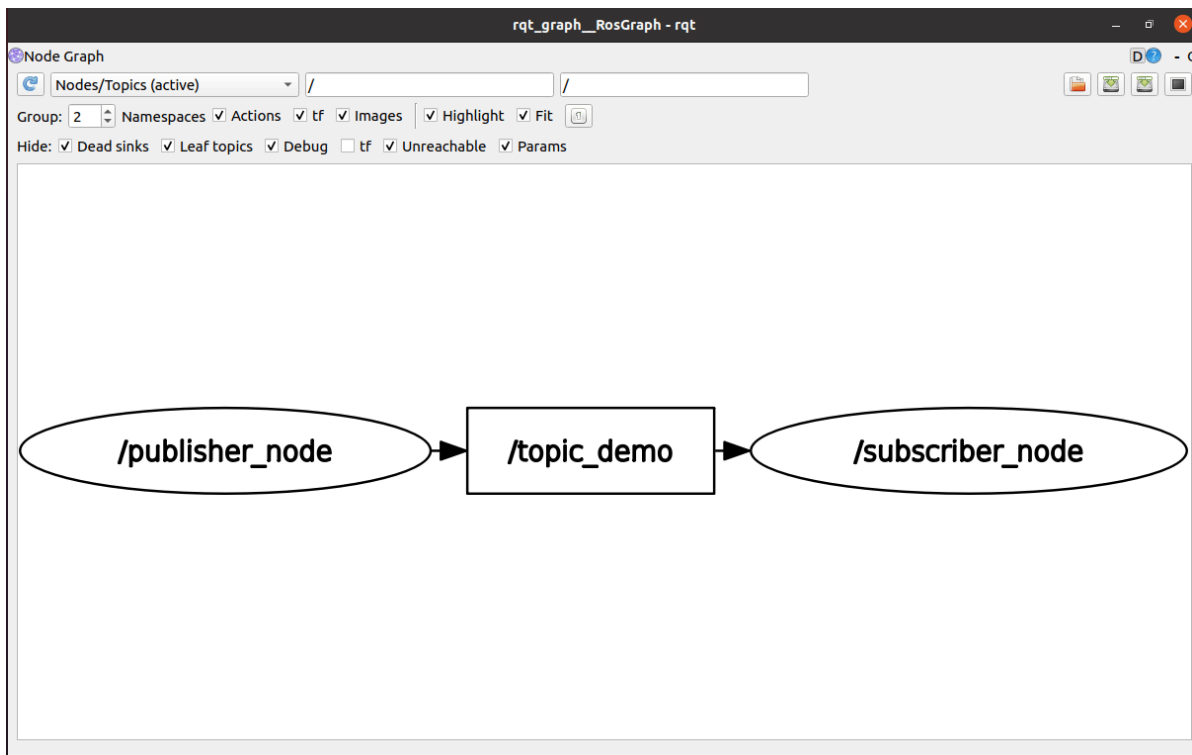 rqt_graph__RosGraph - rqt
Node Graph D ? -
Nodes/Topics (active) / /
Group: 2 Namespaces Actions tf Images Highlight Fit
Hide: Dead sinks Leaf topics Debug tf Unreachable Params
/publisher_node /topic_demo /subscriber_node